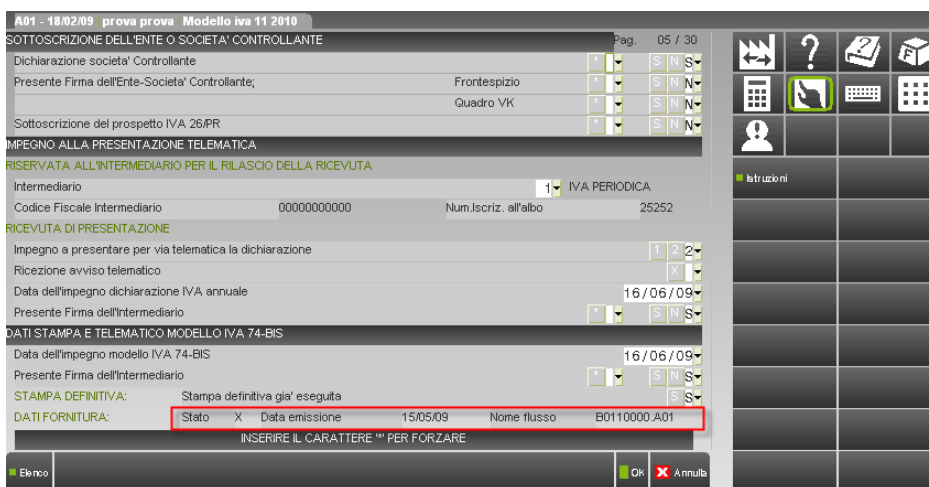 A01 - 18/02/09 prova prova Modello iva 11 2010
SOTTOSCRIZIONE DELL'ENTE O SOCIETA' CONTROLLANTE Pag. 05 / 30
Dichiarazione societa' Controllante * S N S
Presente Firma dell'Ente-Societa' Controllante; Frontespizio * S N N
Quadro VK * S N N
Sottoscrizione del prospetto IVA 26/PR * S N N
IMPEGNO ALLA PRESENTAZIONE TELEMATICA
RISERVATA ALL'INTERMEDIARIO PER IL RILASCIO DELLA RICEVUTA
Intermediario 1 IVA PERIODICA
Codice Fiscale Intermediario 00000000000 Num.Iscriz. all'albo 25252
RICEVUTA DI PRESENTAZIONE
Impegno a presentare per via telematica la dichiarazione 1 2 2
Ricezione avviso telematico X
Data dell'impegno dichiarazione IVA annuale 16/06/09
Presente Firma dell'Intermediario * S N S
DATI STAMPA E TELEMATICO MODELLO IVA 74-BIS
Data dell'impegno modello IVA 74-BIS 16/06/09
Presente Firma dell'Intermediario * S N S
STAMPA DEFINITIVA: Stampa definitiva gia' eseguita S S
DATI FORNITURA: Stato X Data emissione 15/05/09 Nome flusso B0110000.A01
INSERIRE IL CARATTERE '*' PER FORZARE
Elenco OK Annulla
Istruzioni